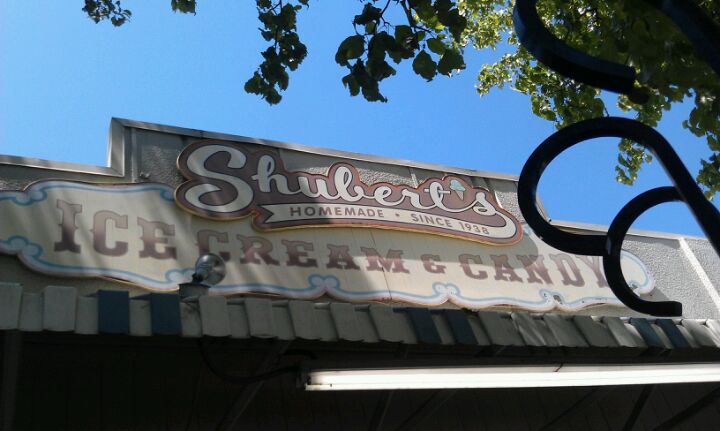 Shubert's
HOMEMADE • SINCE 1938
ICE CREAM & CANDY